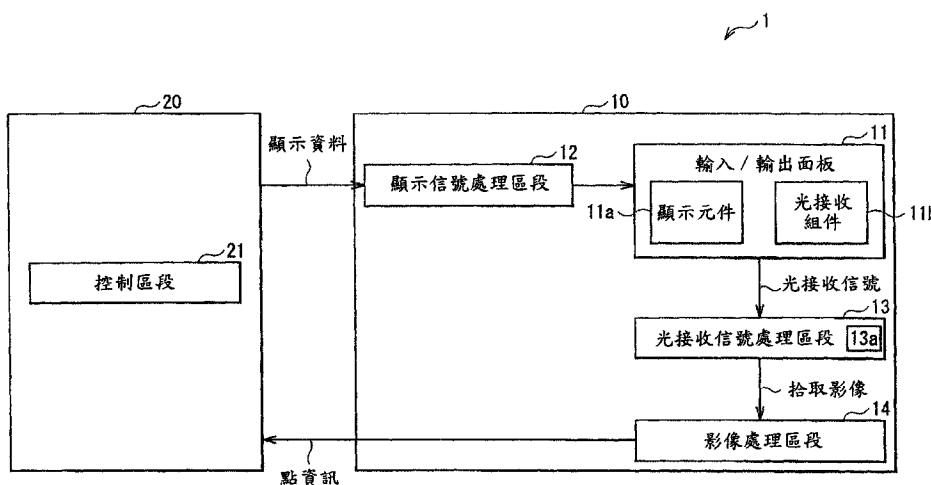 1
20
10
顯示資料
12
顯示信號處理區段
11
輸入/輸出面板
11a
顯示元件
光接收
組件
11b
21
控制區段
光接收信號
13
光接收信號處理區段
13a
拾取影像
14
影像處理區段
點資訊